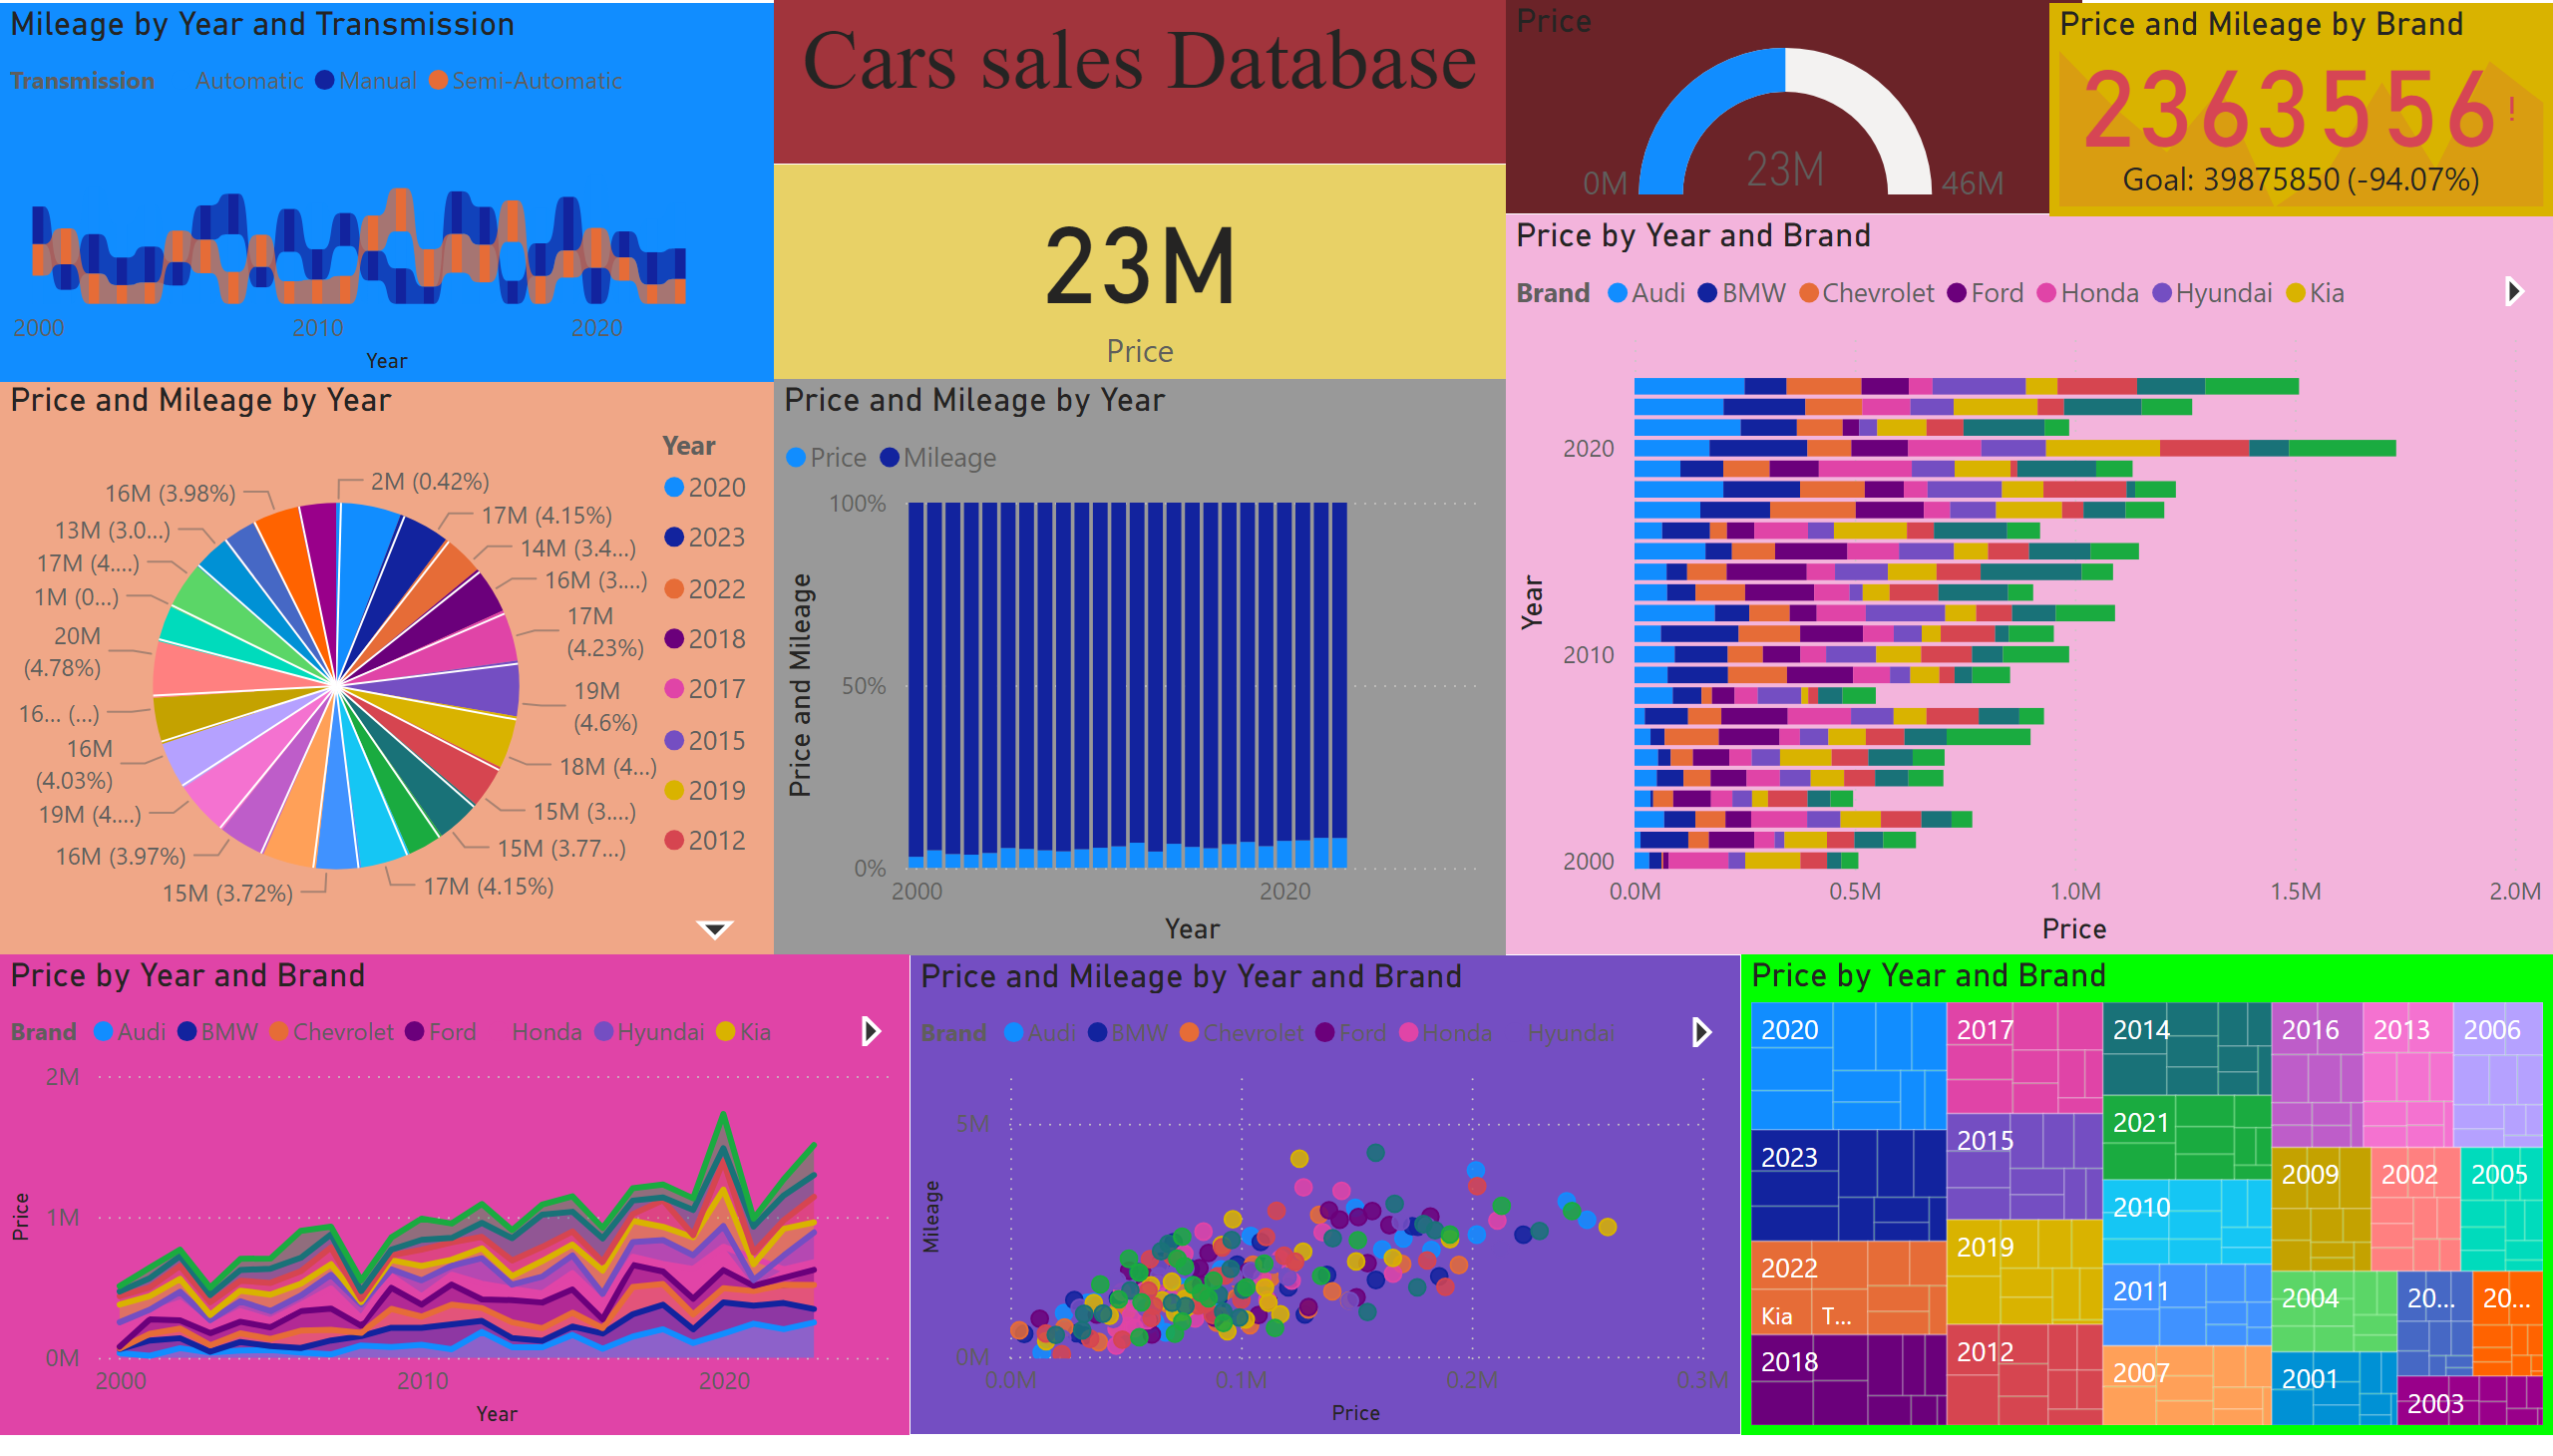 Mileage by Year and Transmission
Transmission Automatic Manual Semi-Automatic
2000 2010 2020
Year
Cars sales Database
23M
Price
Price
0M 23M 46M
Price and Mileage by Brand
2363556!
Goal: 39875850 (-94.07%)
Price and Mileage by Year
Year
2020
2023
2022
2018
2017
2015
2019
2012
2M (0.42%)
17M (4.15%)
14M (3.4...)
16M (3....)
17M
(4.23%)
19M
(4.6%)
18M (4...)
15M (3....)
15M (3.77...)
17M (4.15%)
15M (3.72%)
16M (3.97%)
19M (4....)
16M
(4.03%)
16... (...)
20M
(4.78%)
1M (0...)
17M (4....)
13M (3.0...)
16M (3.98%)
Price and Mileage by Year
Price Mileage
Price and Mileage
100%
50%
0%
2000 2020
Year
Price by Year and Brand
Brand Audi BMW Chevrolet Ford Honda Hyundai Kia
Year
2020
2010
2000
0.0M 0.5M 1.0M 1.5M 2.0M
Price
Price by Year and Brand
Brand Audi BMW Chevrolet Ford Honda Hyundai Kia
Price
2M
1M
0M
2000 2010 2020
Year
Price and Mileage by Year and Brand
Brand Audi BMW Chevrolet Ford Honda Hyundai
Mileage
5M
0M
0.0M 0.1M 0.2M 0.3M
Price
Price by Year and Brand
2020 2017 2014 2016 2013 2006
2021
2023 2015 2009 2002 2005
2010
2022 2019 2011 2004 20... 20...
Kia T...
2018 2012 2007 2001 2003